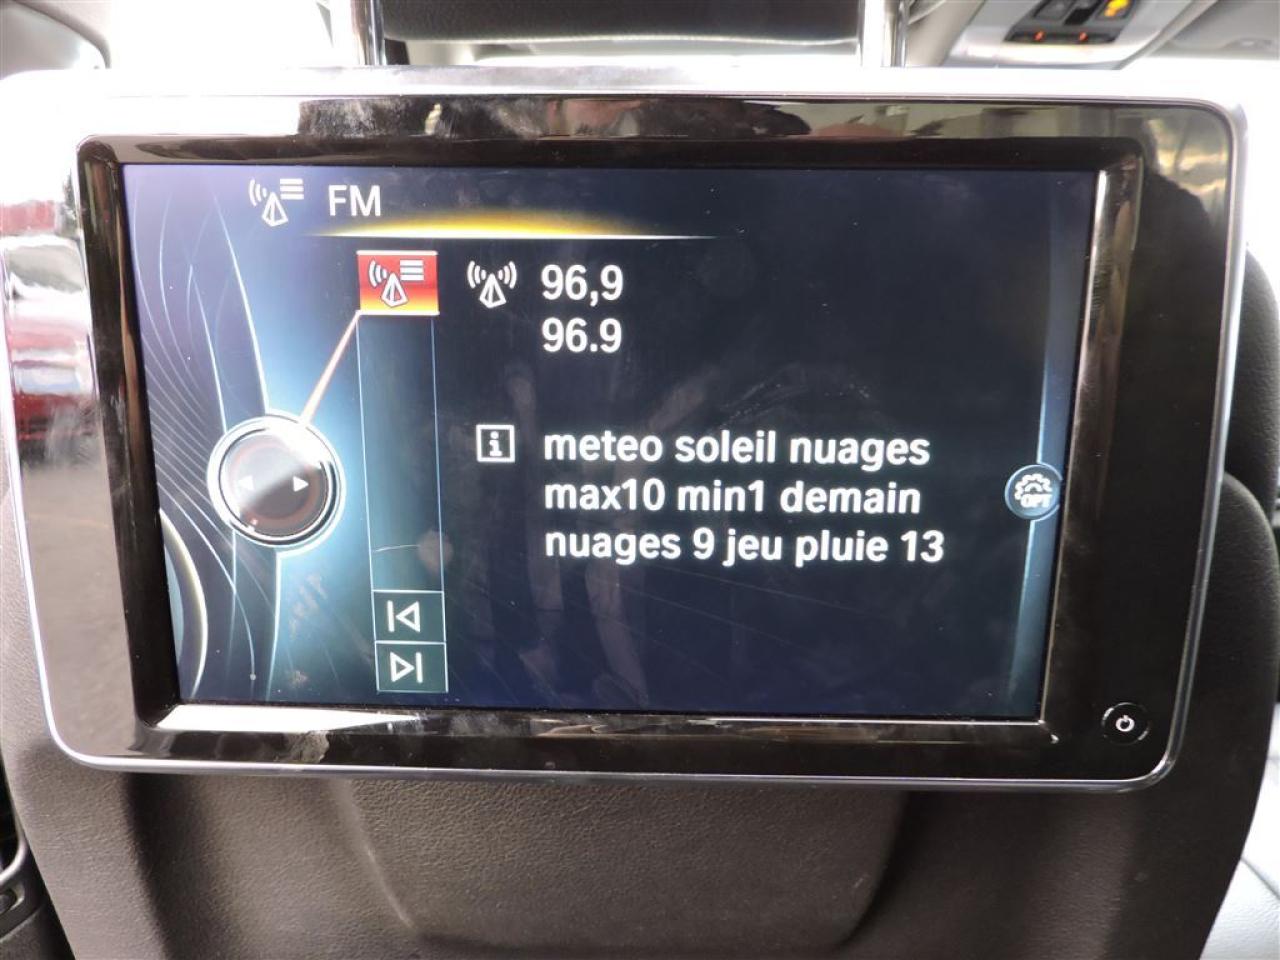 FM
96,9
96.9
meteo soleil nuages
max10 min1 demain
nuages 9 jeu pluie 13
OPT